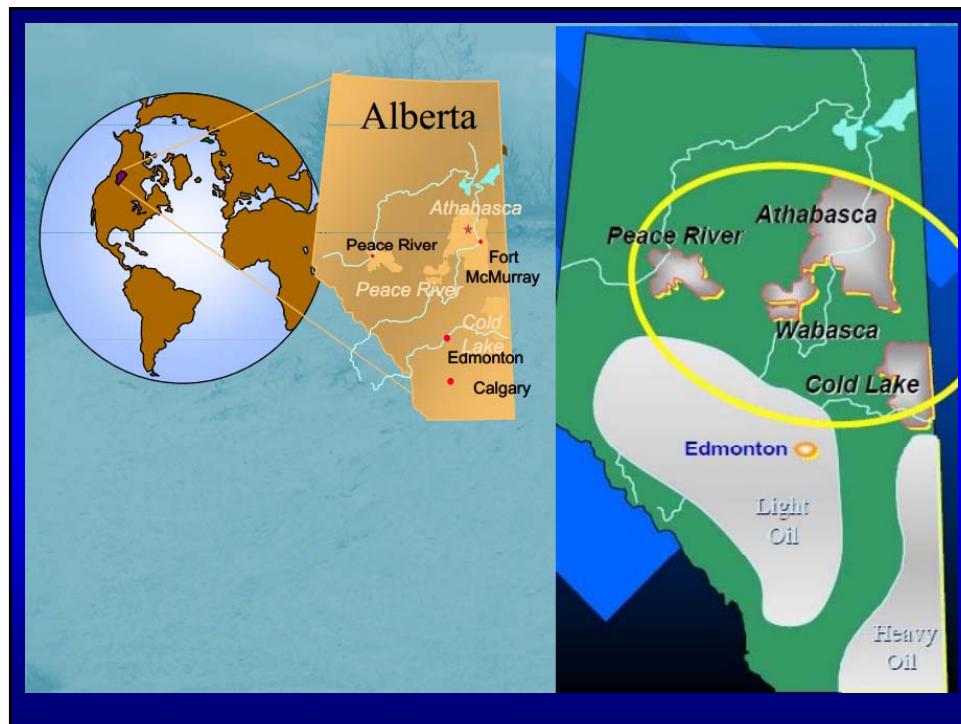 Alberta
Athabasca
Peace River
Fort
McMurray
Peace River
Cold
Lake
Edmonton
Calgary
Athabasca
Peace River
Wabasca
Cold Lake
Edmonton
Light
Oil
Heavy
Oil